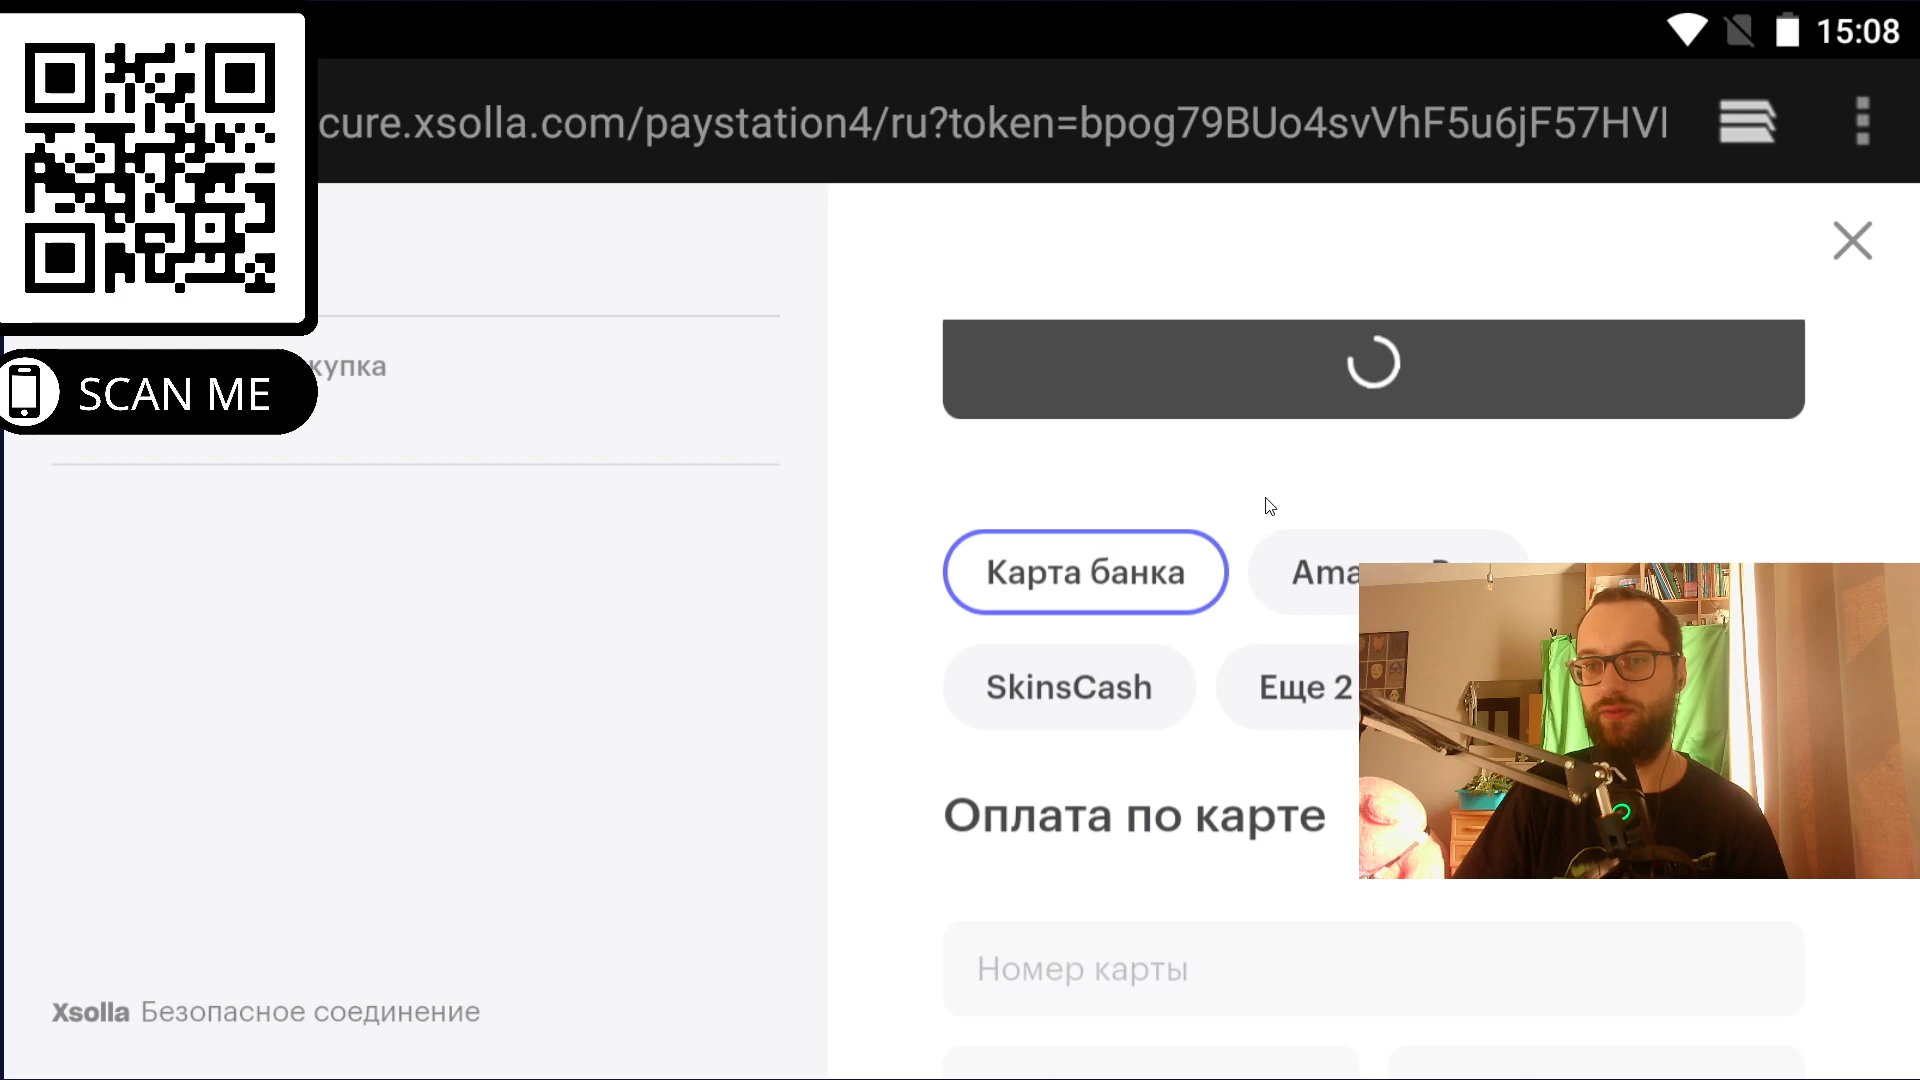 15:08
cure.xsolla.com/paystation4/ru?token=bpog79BUo4svVhF5u6jF57HVI
купка
SCAN ME
Карта банка
Ama
SkinsCash
Еще 2
Оплата по карте
Номер карты
Xsolla Безопасное соединение